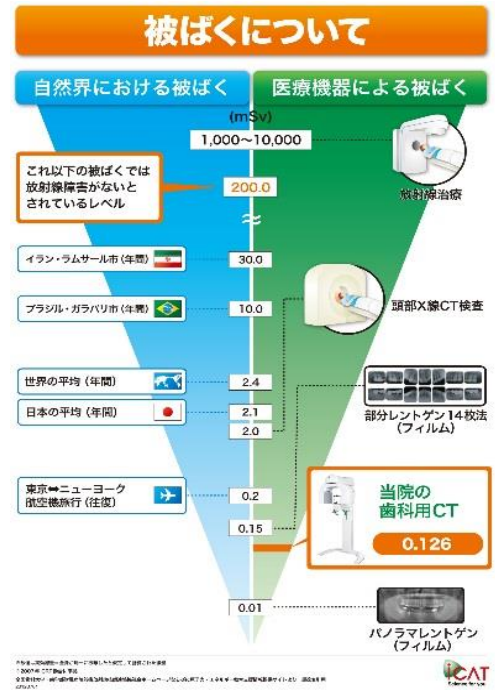 被ばくについて
自然界における被ばく
医療機器による被ばく
(mSv)
1,000～10,000
放射線治療
これ以下の被ばくでは
放射線障害がないと
されているレベル
200.0
イラン・ラムサール市(年間)
30.0
ブラジル・ガラパリ市(年間)
10.0
頭部X線CT検査
世界の平均(年間)
2.4
日本の平均(年間)
2.1
2.0
部分レントゲン14枚法
(フィルム)
東京⇔ニューヨーク
航空機旅行(往復)
0.2
0.15
当院の
歯科用CT
0.126
0.01
パノラマレントゲン
(フィルム)
iCAT
Science for you